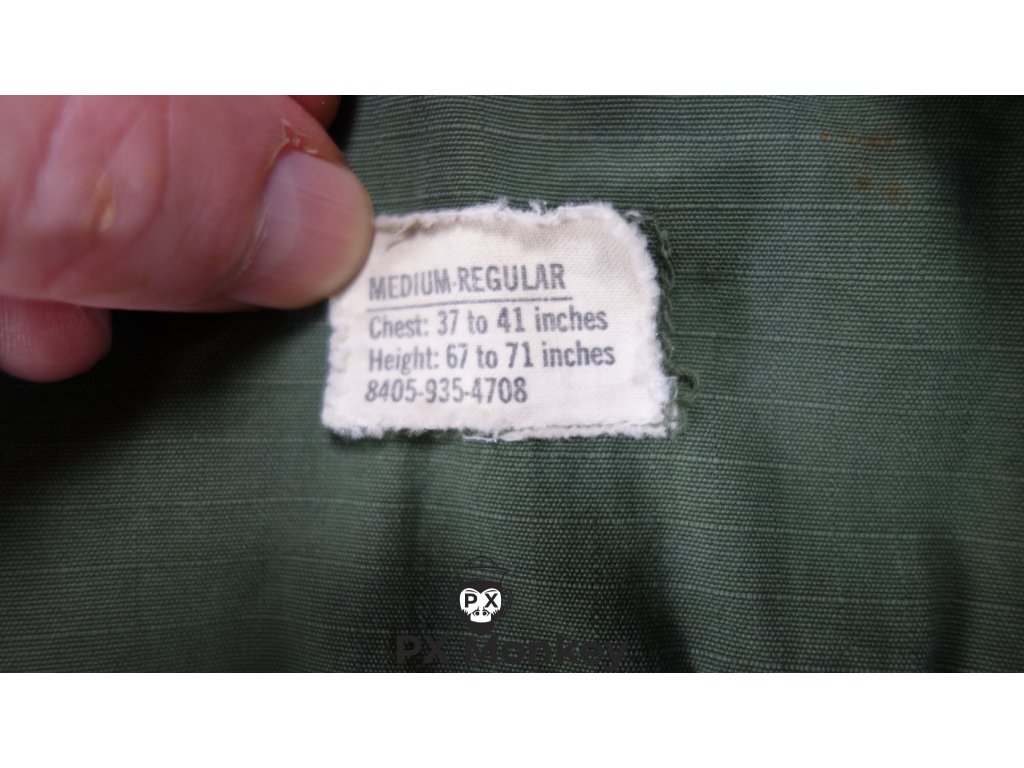 MEDIUM-REGULAR
Chest: 37 to 41 inches
Height: 67 to 71 inches
8405-935-4708
PX
PX Monkey